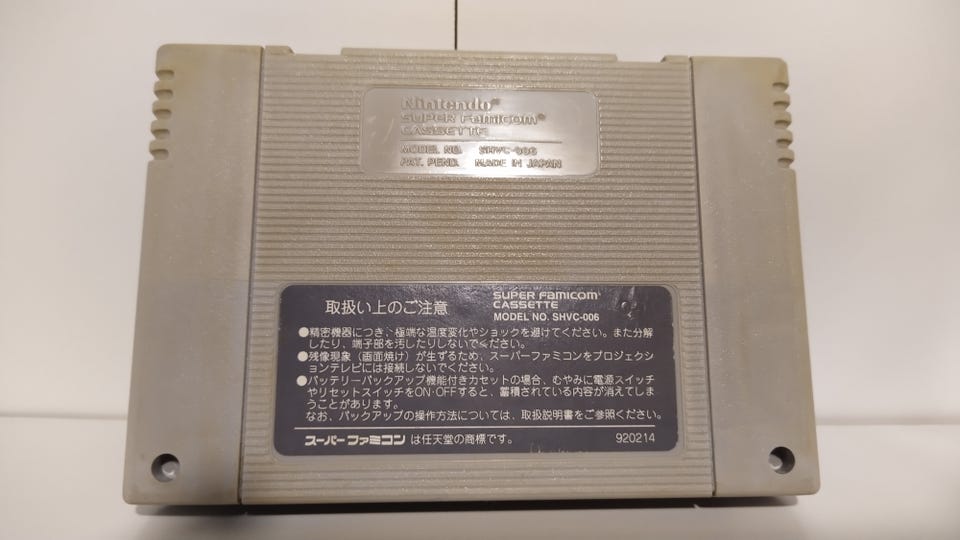 Nintendo®
SUPER Famicom®
CASSETTE
MODEL NO. SHVC-006
PAT. PEND. MADE IN JAPAN
取扱い上のご注意
SUPER Famicom®
CASSETTE
MODEL NO. SHVC-006
●精密機器につき、極端な温度変化やショックを避けてください。また分解
したり、端子部を汚したりしないでください。
●残像現象（画面焼け）が生ずるため、スーパーファミコンをプロジェクシ
ョンテレビには接続しないでください。
●バッテリーバックアップ機能付きカセットの場合、むやみに電源スイッチ
やリセットスイッチをON・OFFすると、蓄積されている内容が消えてしま
うことがあります。
なお、バックアップの操作方法については、取扱説明書をご参照ください。
スーパーファミコン は任天堂の商標です。
920214